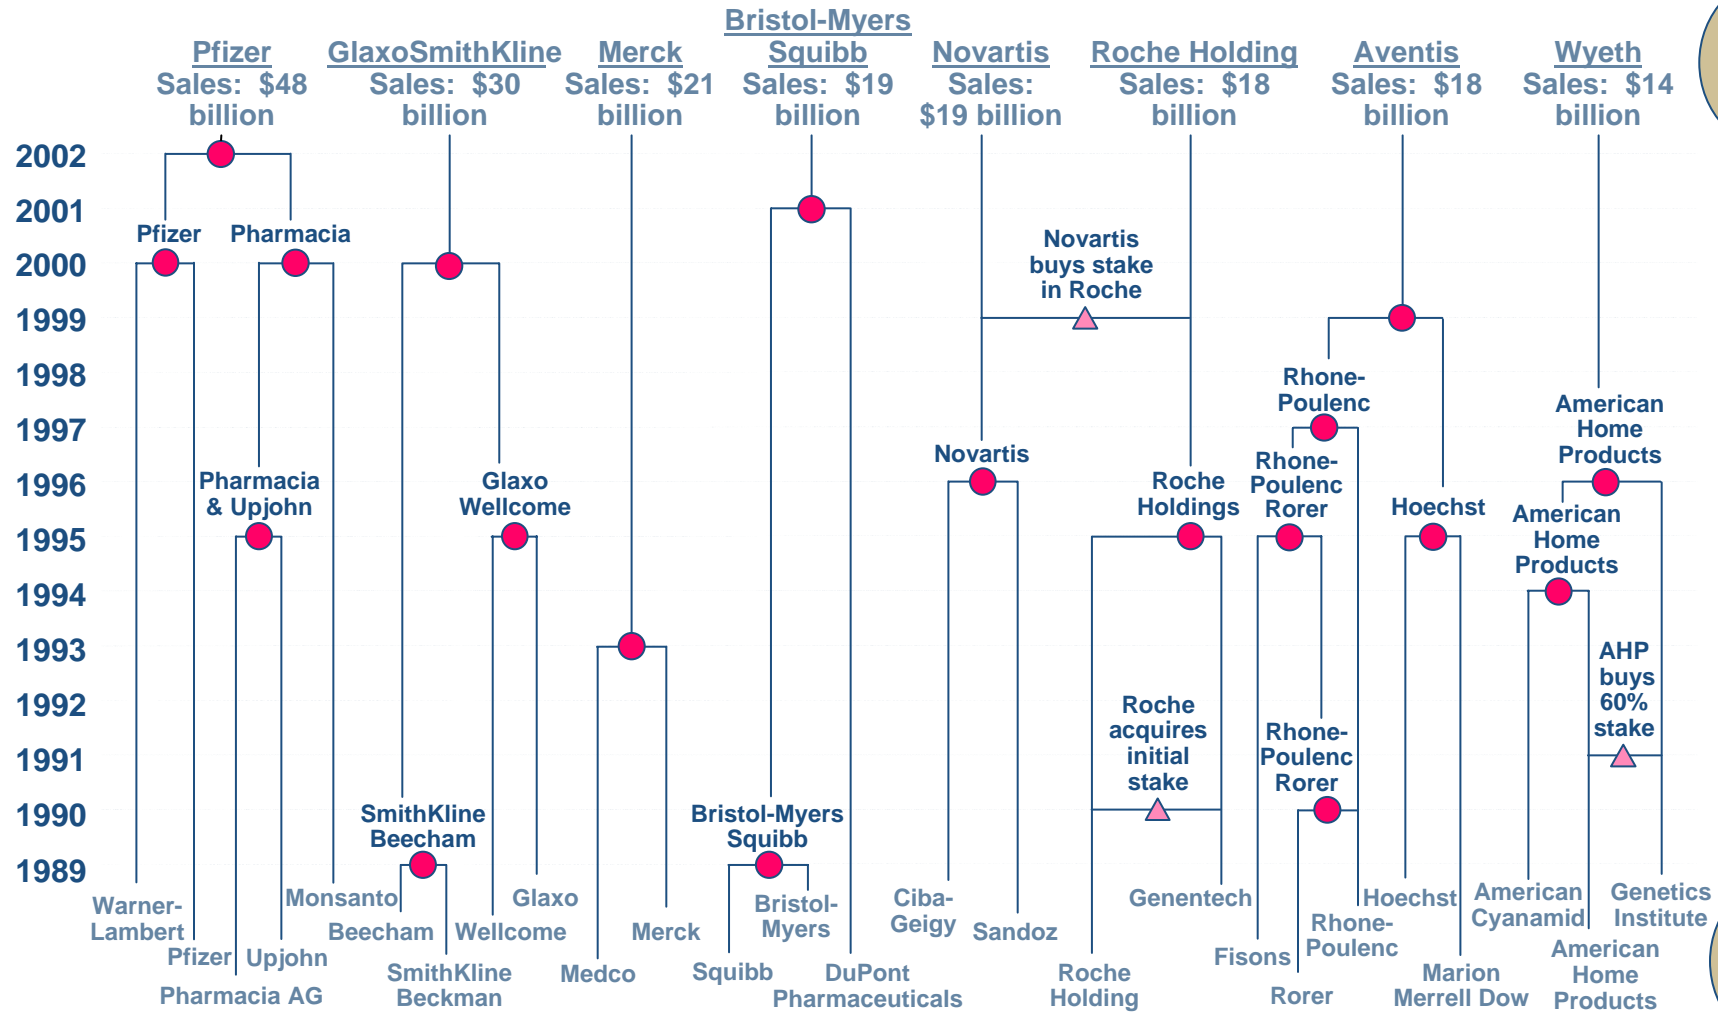 Bristol-Myers
Pfizer GlaxoSmithKline Merck Squibb Novartis Roche Holding Aventis Wyeth
Sales: $48 Sales: $30 Sales: $21 Sales: $19 Sales: Sales: $18 Sales: $18 Sales: $14
billion billion billion billion $19 billion billion billion billion
2002
2001
Pfizer Pharmacia
Novartis
buys stake
in Roche
2000
1999
1998
Rhone-
Poulenc
American
Home
Products
1997
Novartis
Rhone-
Poulenc
Rorer
Pharmacia
& Upjohn
Glaxo
Wellcome
Roche
Holdings
Hoechst
1996
American
Home
Products
1995
1994
1993
AHP
buys
60%
stake
1992
Roche
acquires
initial
stake
Rhone-
Poulenc
Rorer
1991
1990
SmithKline
Beecham
Bristol-Myers
Squibb
1989
Warner-
Lambert
Pfizer
Pharmacia AG
Upjohn
Monsanto
Beecham
SmithKline
Beckman
Wellcome
Glaxo
Medco
Merck
Squibb
Bristol-
Myers
DuPont
Pharmaceuticals
Ciba-
Geigy
Sandoz
Roche
Holding
Genentech
Fisons
Rorer
Rhone-
Poulenc
Hoechst
Marion
Merrell Dow
American
Cyanamid
American
Home
Products
Genetics
Institute